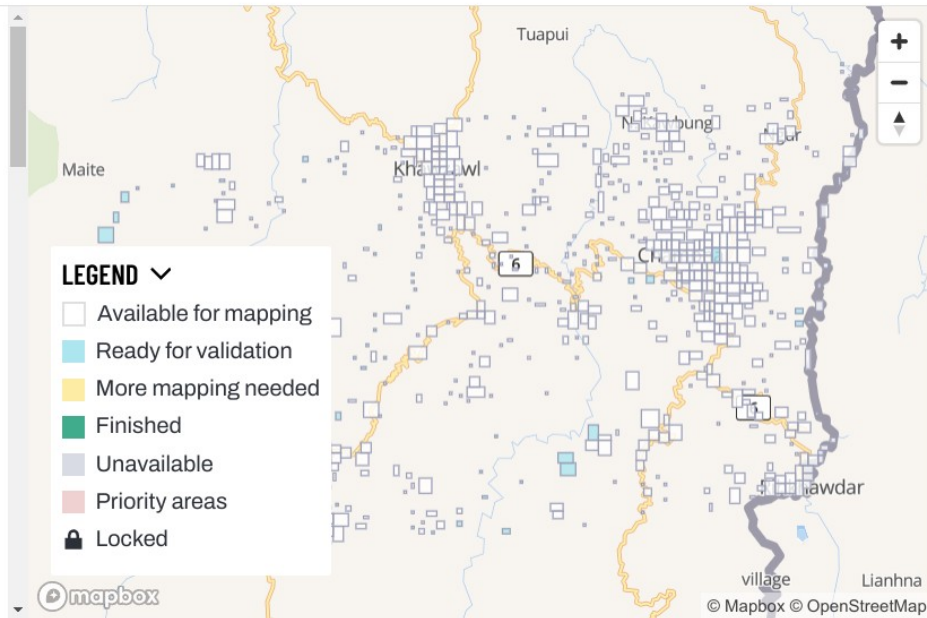 Tuapui
Maite
6
LEGEND
Available for mapping
Ready for validation
More mapping needed
Finished
Unavailable
Priority areas
Locked
village
Lianhna
mapbox
© Mapbox © OpenStreetMap